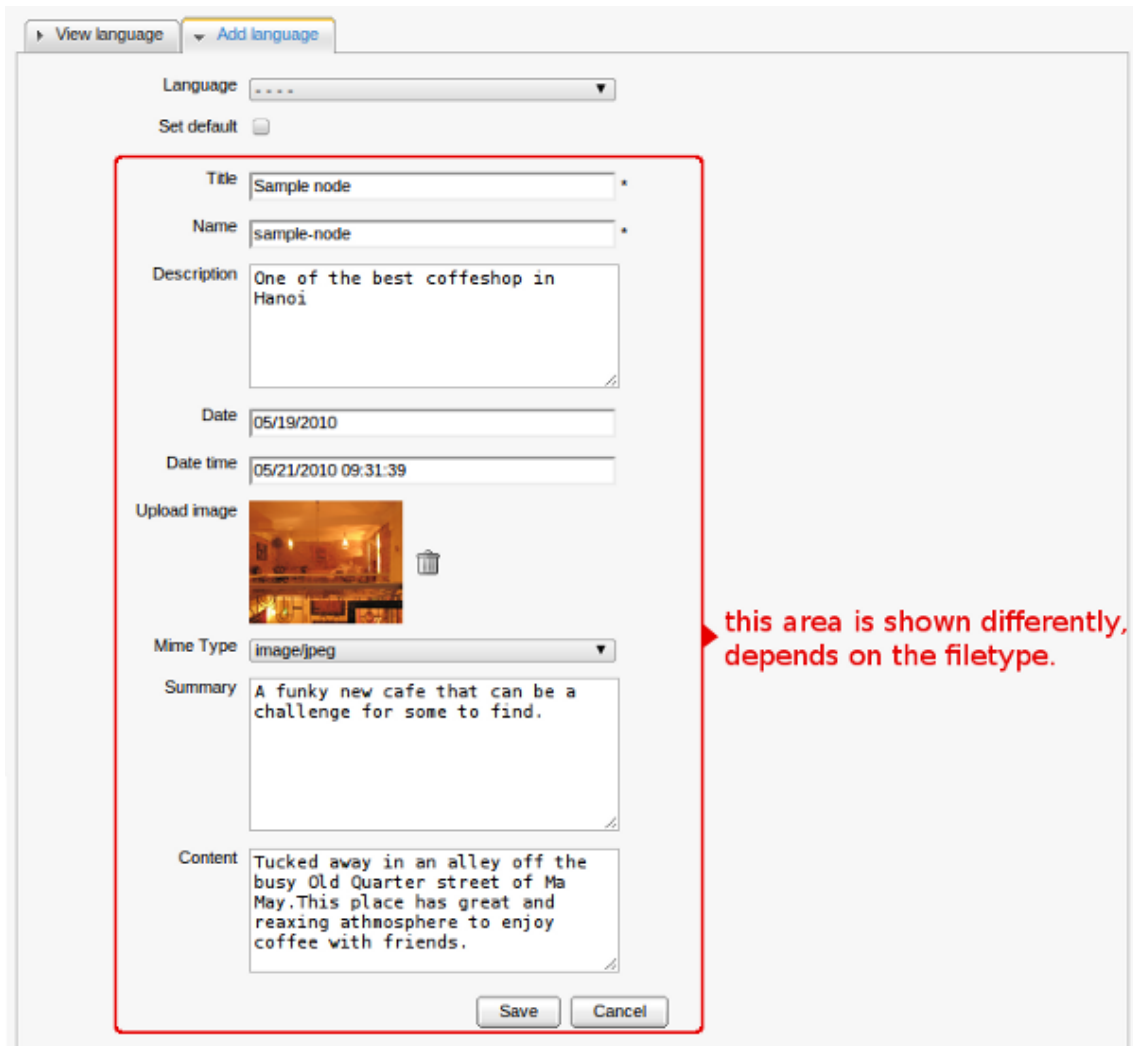 View language
Add language
Language - - - -
Set default
Title Sample node *
Name sample-node *
Description One of the best coffeshop in
Hanoi
Date 05/19/2010
Date time 05/21/2010 09:31:39
Upload image
this area is shown differently,
depends on the filetype.
Mime Type image/jpeg
Summary A funky new cafe that can be a
challenge for some to find.
Content Tucked away in an alley off the
busy Old Quarter street of Ma
May.This place has great and
reaxing athmosphere to enjoy
coffee with friends.
Save Cancel